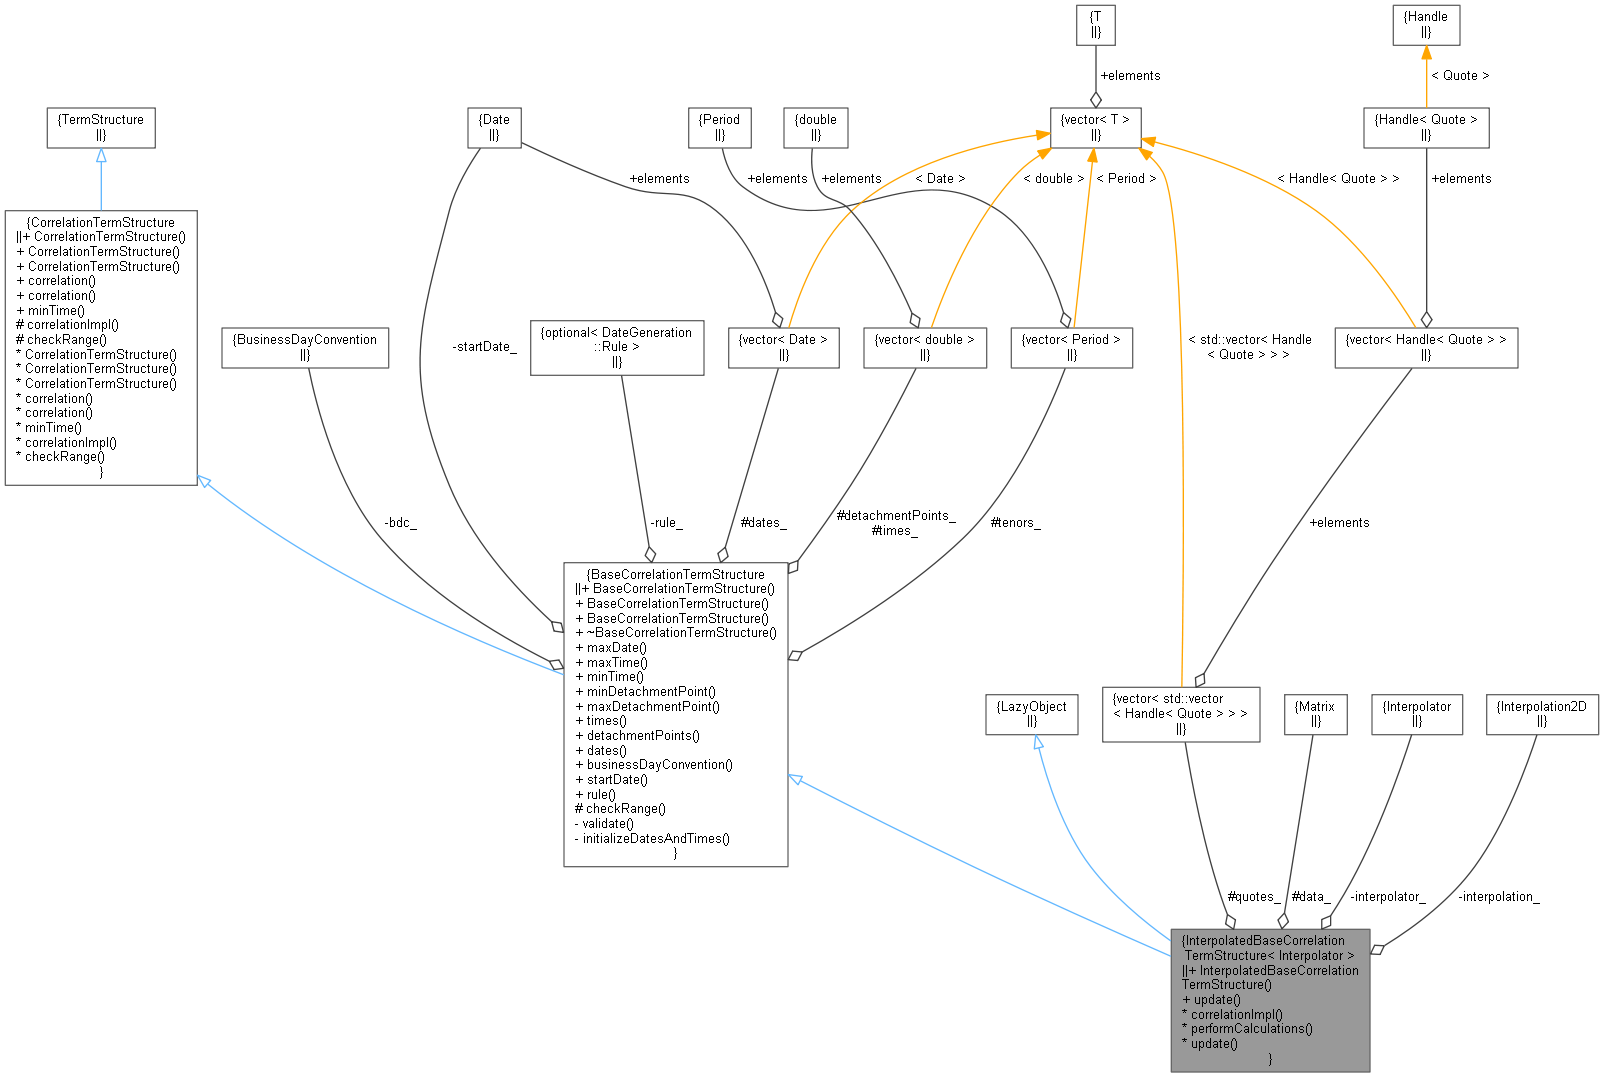 {T
||}
{Handle
||}
+elements
< Quote >
{TermStructure
||}
{Date
||}
{Period
||}
{double
||}
{vector< T >
||}
{Handle< Quote >
||}
+elements
+elements
+elements
< Date >
< double >
< Period >
< Handle< Quote > >
+elements
{CorrelationTermStructure
||+ CorrelationTermStructure()
+ CorrelationTermStructure()
+ CorrelationTermStructure()
+ correlation()
+ correlation()
+ minTime()
# correlationImpl()
# checkRange()
* CorrelationTermStructure()
* CorrelationTermStructure()
* CorrelationTermStructure()
* correlation()
* correlation()
* minTime()
* correlationImpl()
* checkRange()
}
{BusinessDayConvention
||}
-startDate_
{optional< DateGeneration
::Rule >
||}
{vector< Date >
||}
{vector< double >
||}
{vector< Period >
||}
< std::vector< Handle
< Quote > > >
{vector< Handle< Quote > >
||}
-bdc_
-rule_
#dates_
#detachmentPoints_
#times_
#tenors_
+elements
{BaseCorrelationTermStructure
||+ BaseCorrelationTermStructure()
+ BaseCorrelationTermStructure()
+ BaseCorrelationTermStructure()
+ ~BaseCorrelationTermStructure()
+ maxDate()
+ maxTime()
+ minTime()
+ minDetachmentPoint()
+ maxDetachmentPoint()
+ times()
+ detachmentPoints()
+ dates()
+ businessDayConvention()
+ startDate()
+ rule()
# checkRange()
- validate()
- initializeDatesAndTimes()
}
{LazyObject
||}
{vector< std::vector
< Handle< Quote > > >
||}
{Matrix
||}
{Interpolator
||}
{Interpolation2D
||}
#quotes_
#data_
-interpolator_
-interpolation_
{InterpolatedBaseCorrelation
TermStructure< Interpolator >
||+ InterpolatedBaseCorrelation
TermStructure()
+ update()
* correlationImpl()
* performCalculations()
* update()
}